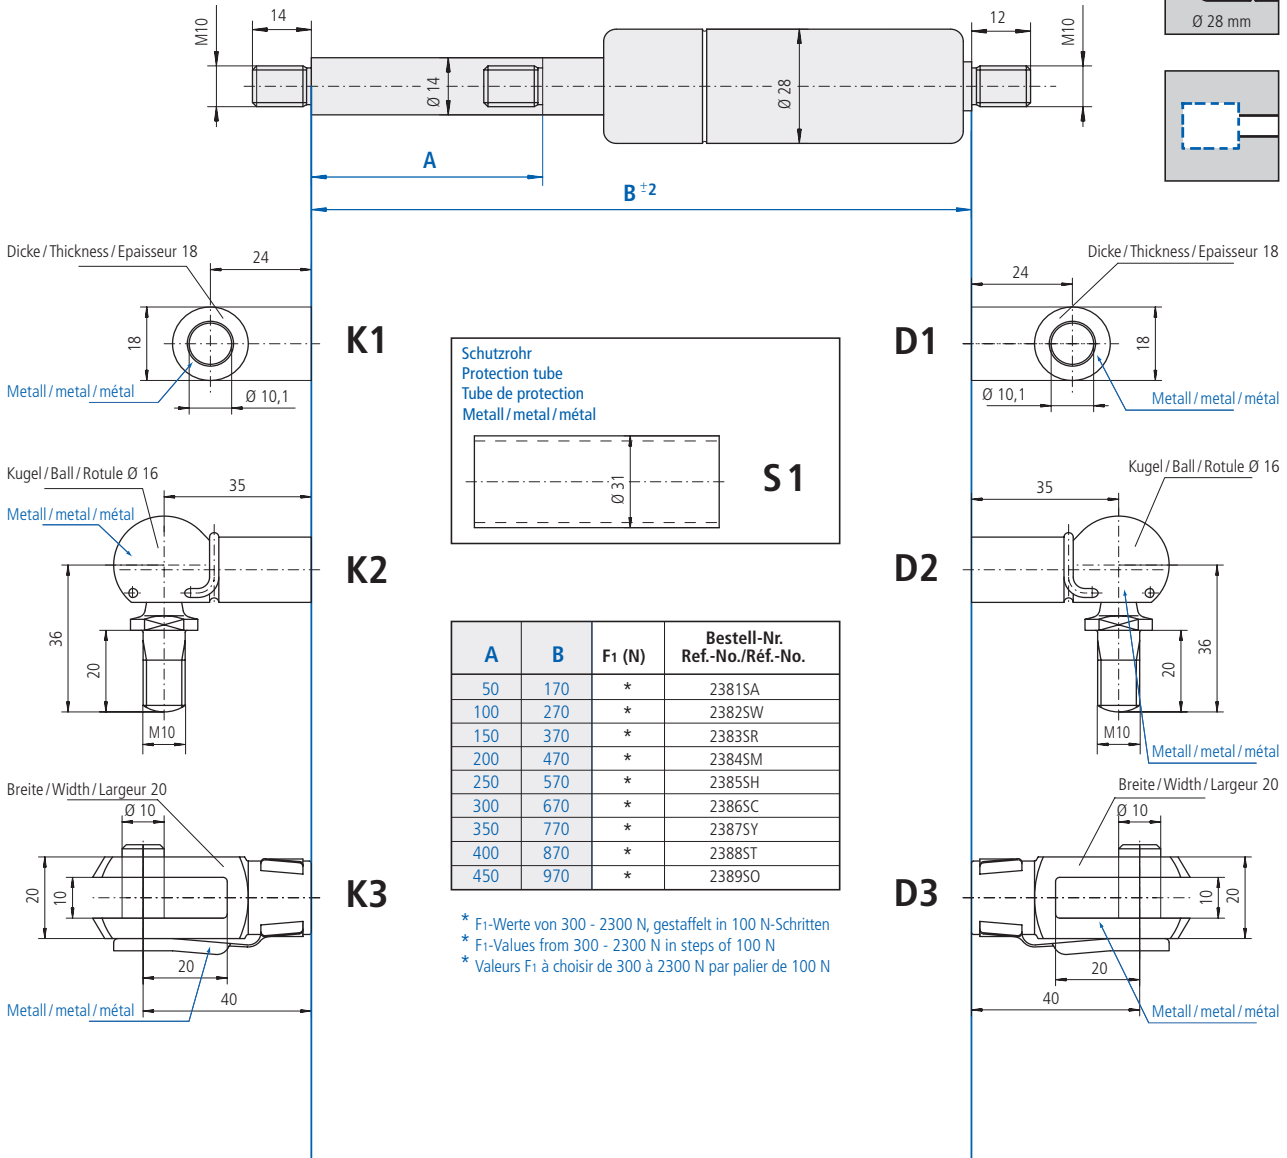 14
M10
12
M10
Ø 28 mm
Ø 14
Ø 28
A
B ±2
Dicke / Thickness / Epaisseur 18
24
18
Ø 10,1
Metall / metal / métal
K1
Schutzrohr
Protection tube
Tube de protection
Metall / metal / métal
Ø 31
S 1
D1
Dicke / Thickness / Epaisseur 18
24
18
Ø 10,1
Metall / metal / métal
Kugel / Ball / Rotule Ø 16
35
Metall / metal / métal
36
20
M10
K2
D2
Kugel / Ball / Rotule Ø 16
35
36
20
M10
Metall / metal / métal
A B F1 (N) Bestell-Nr. Ref.-No./Réf.-No.
50 170 * 2381SA
100 270 * 2382SW
150 370 * 2383SR
200 470 * 2384SM
250 570 * 2385SH
300 670 * 2386SC
350 770 * 2387SY
400 870 * 2388ST
450 970 * 2389SO
* F1-Werte von 300 - 2300 N, gestaffelt in 100 N-Schritten
* F1-Values from 300 - 2300 N in steps of 100 N
* Valeurs F1 à choisir de 300 à 2300 N par palier de 100 N
Breite / Width / Largeur 20
Ø 10
20
10
20
40
Metall / metal / métal
K3
D3
Breite / Width / Largeur 20
Ø 10
10
20
20
40
Metall / metal / métal